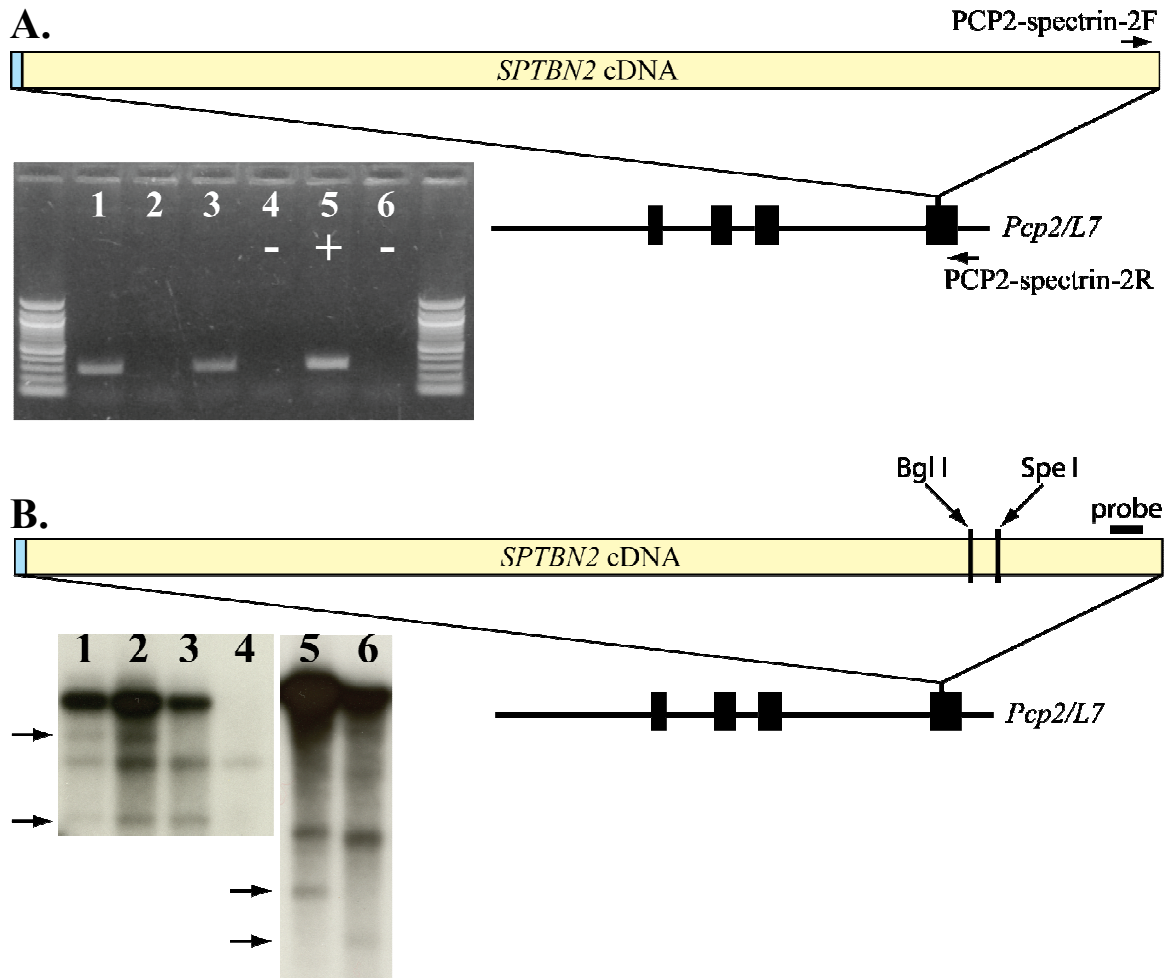 A.
PCP2-spectrin-2F
SPTBN2 cDNA
1 2 3 4 5 6
- + -
Pcp2/L7
PCP2-spectrin-2R
Bgl I
Spe I
B.
probe
SPTBN2 cDNA
1 2 3 4 5 6
Pcp2/L7